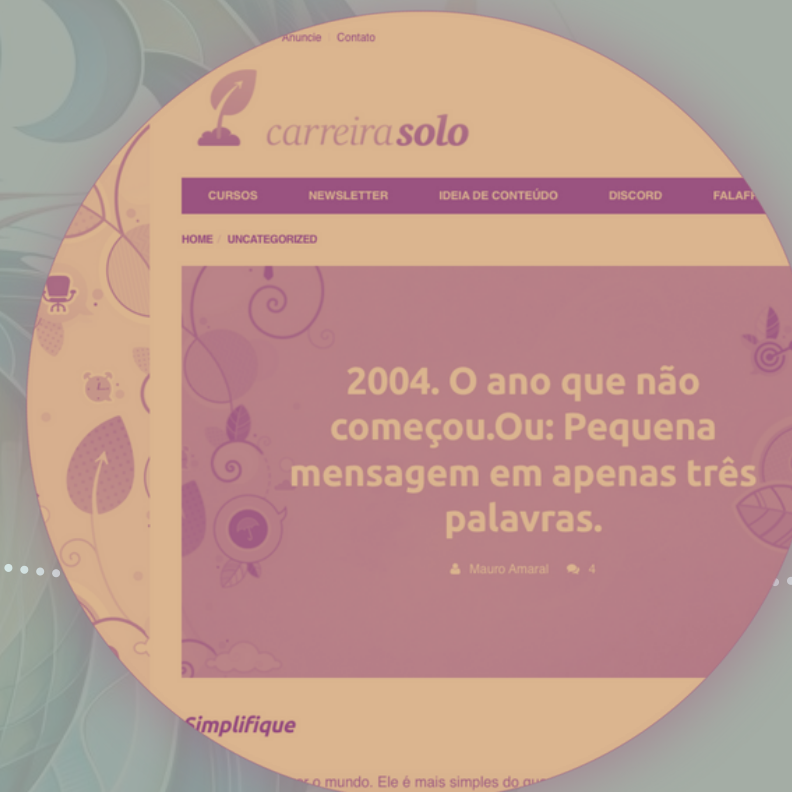 Anuncie Contato
carreirasolo
CURSOS NEWSLETTER IDEIA DE CONTEÚDO DISCORD
HOME / UNCATEGORIZED
2004. O ano que não
começou.Ou: Pequena
mensagem em apenas três
palavras.
Mauro Amaral 4
Simplifique
o mundo. Ele é mais simples do